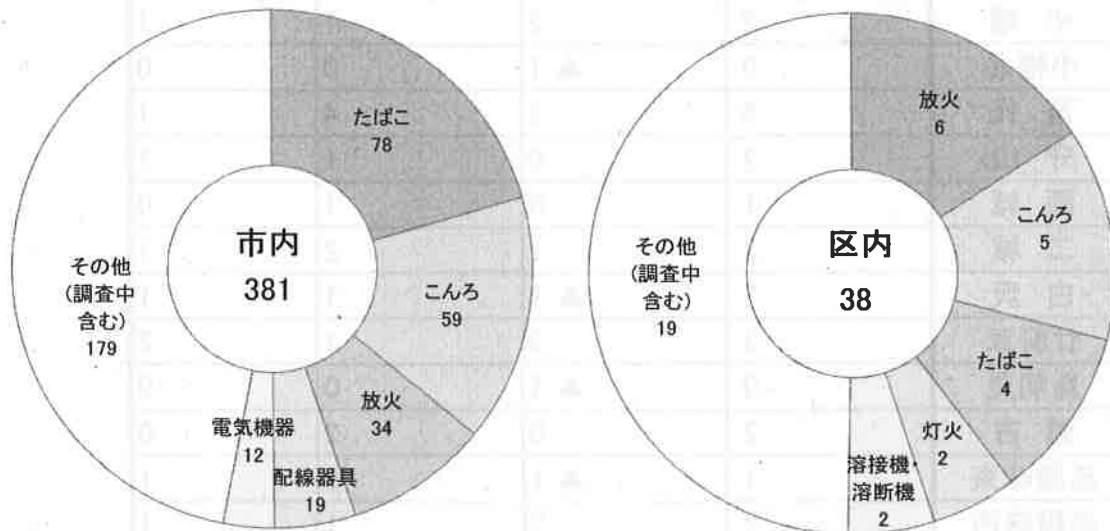 たばこ
78
こんろ
59
放火
34
配線器具
19
電気機器
12
その他
(調査中
含む)
179
市内
381
放火
6
こんろ
5
たばこ
4
灯火
2
溶接機・
溶断機
2
その他
(調査中
含む)
19
区内
38